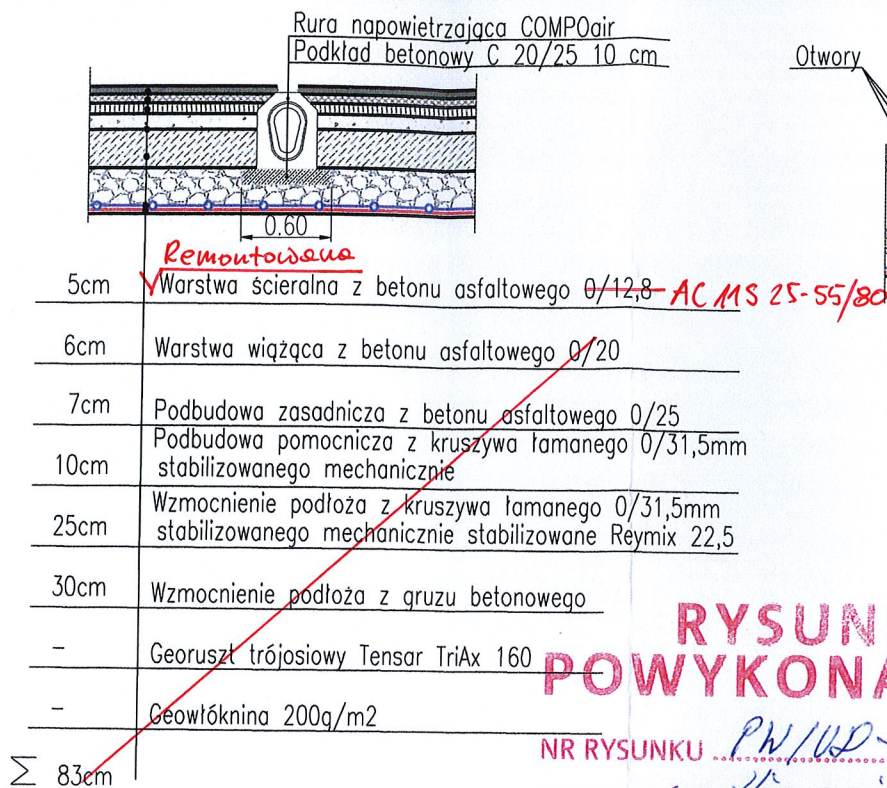 Rura napowietrzająca COMPOair
Podkład betonowy C 20/25 10 cm
Otwory
0.60
Remontowana
5cm √ Warstwa ścieralna z betonu asfaltowego 0/12,8 AC 11S 25-55/80
6cm Warstwa wiążąca z betonu asfaltowego 0/20
7cm Podbudowa zasadnicza z betonu asfaltowego 0/25
Podbudowa pomocnicza z kruszywa łamanego 0/31,5mm
10cm stabilizowanego mechanicznie
Wzmocnienie podłoża z kruszywa łamanego 0/31,5mm
25cm stabilizowanego mechanicznie stabilizowane Reymix 22,5
30cm Wzmocnienie podłoża z gruzu betonowego
- Georuszt trójosiowy Tensar TriAx 160
- Geowłóknina 200g/m2
Σ 83cm
RYSUN
POWYKONA
NR RYSUNKU PW/UD-